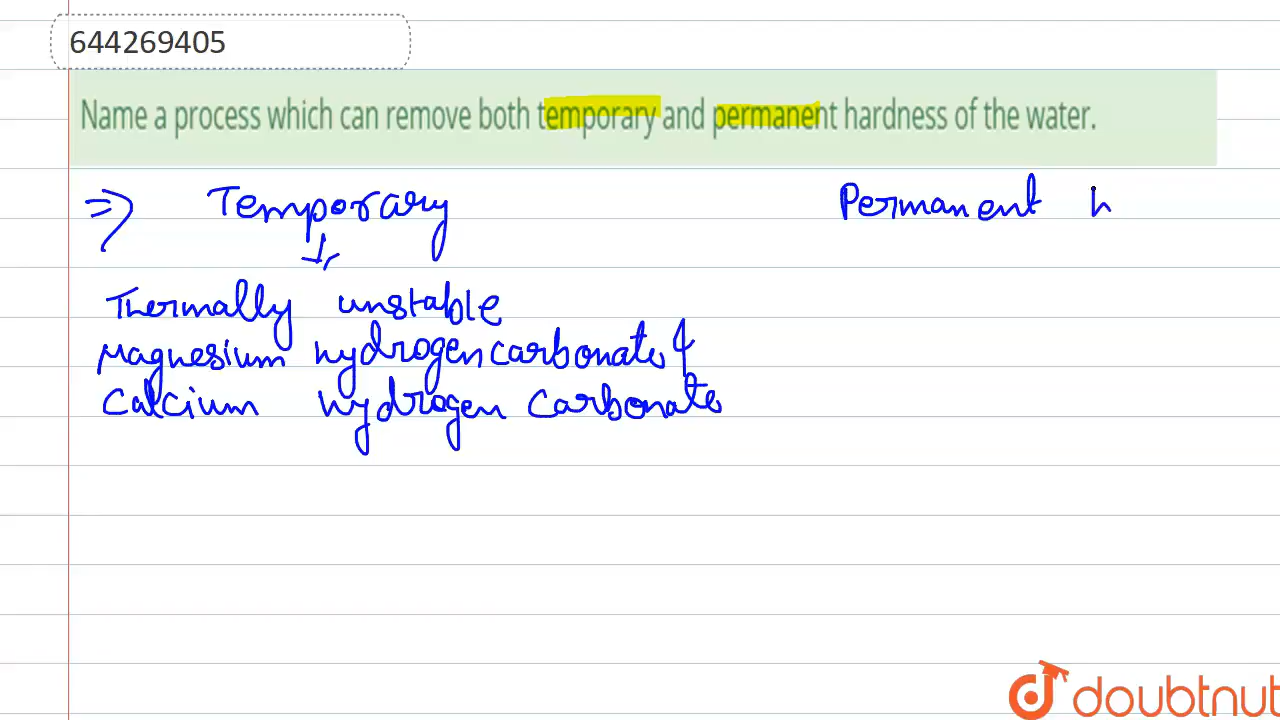 644269405
Name a process which can remove both temporary and permanent hardness of the water.
⇒ Temporary Permanent h
Thermally unstable
Magnesium hydrogencarbonate &
Calcium hydrogen carbonate
doubtnut